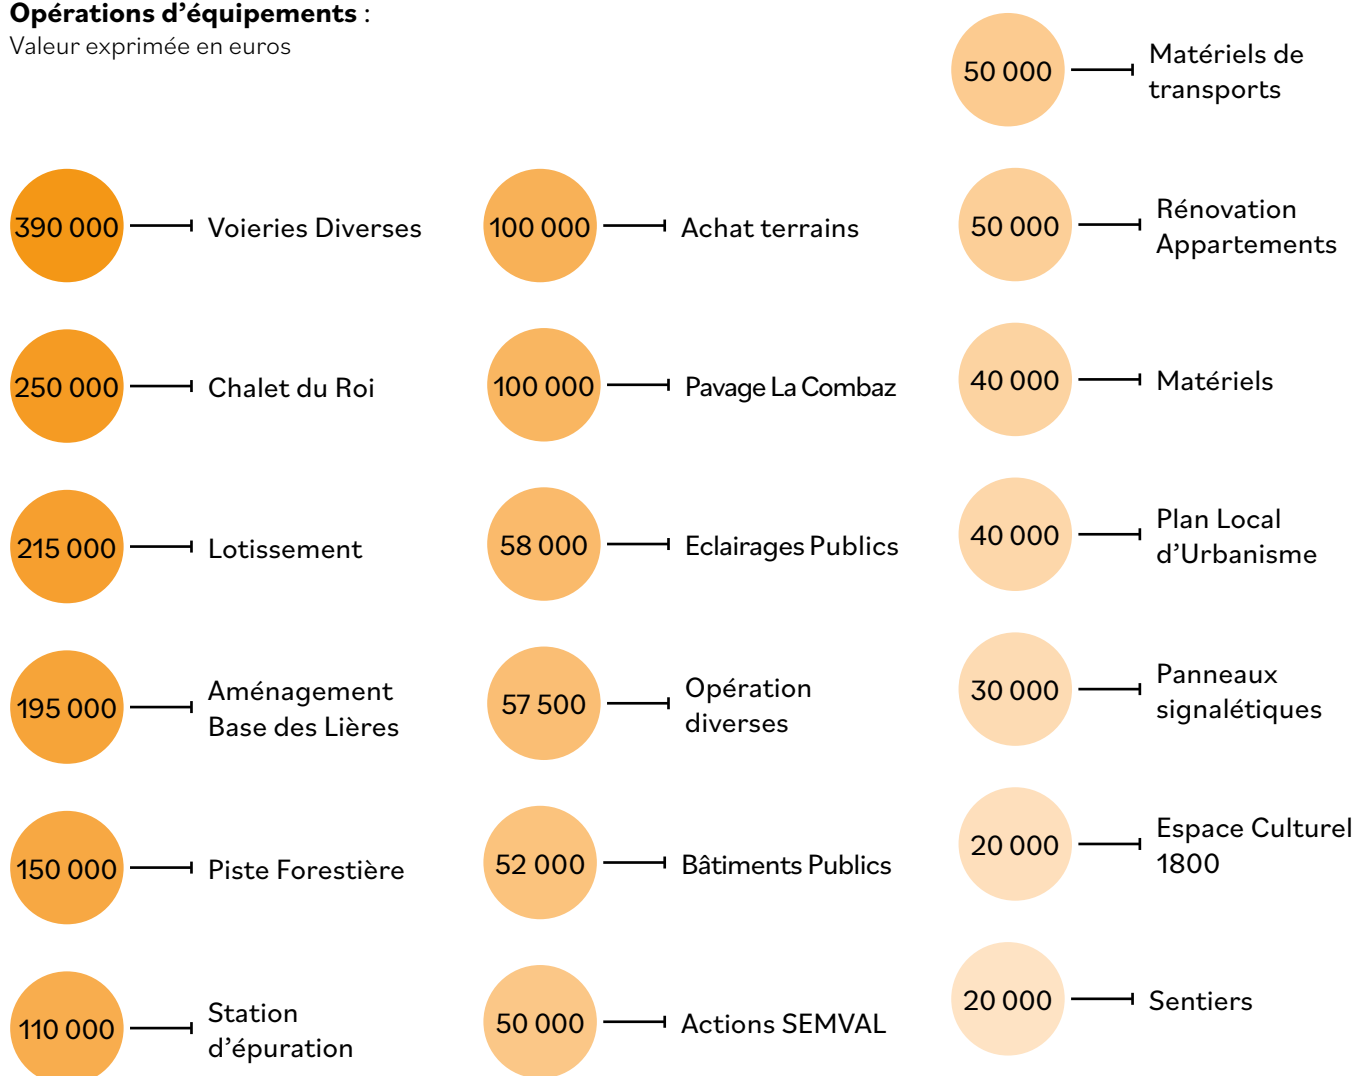 Opérations d’équipements :
Valeur exprimée en euros
390 000
Voieries Diverses
250 000
Chalet du Roi
215 000
Lotissement
195 000
Aménagement
Base des Lières
150 000
Piste Forestière
110 000
Station
d'épuration
100 000
Achat terrains
100 000
Pavage La Combaz
58 000
Eclairages Publics
57 500
Opération
diverses
52 000
Bâtiments Publics
50 000
Actions SEMVAL
50 000
Matériels de
transports
50 000
Rénovation
Appartements
40 000
Matériels
40 000
Plan Local
d’Urbanisme
30 000
Panneaux
signalétiques
20 000
Espace Culturel
1800
20 000
Sentiers